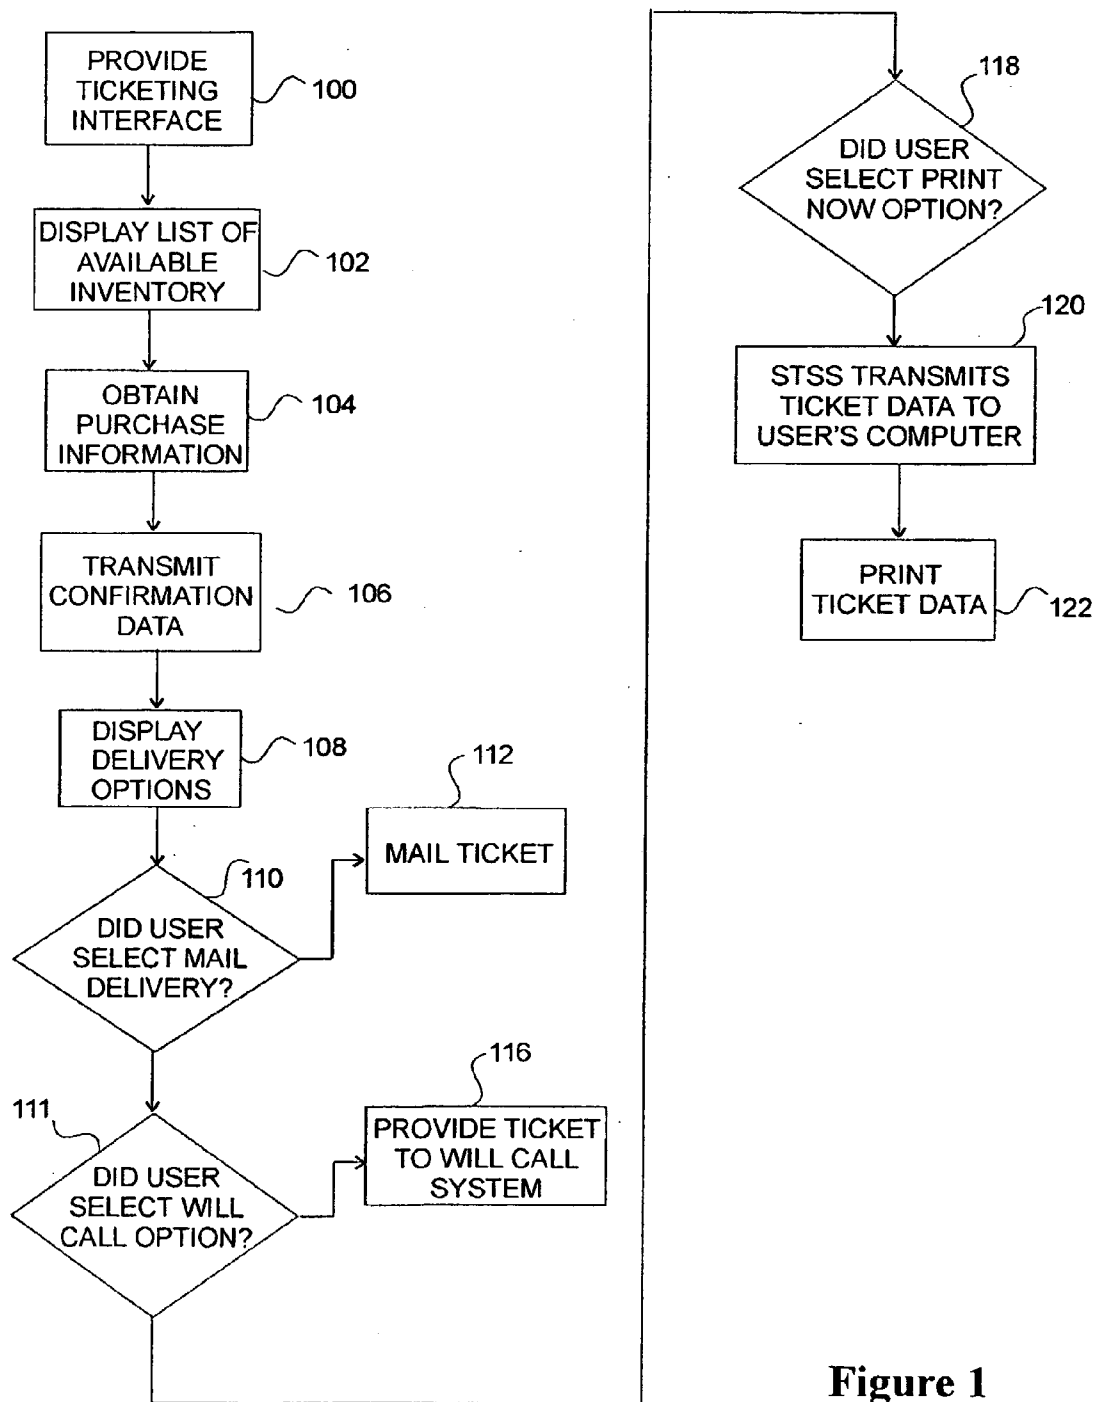 PROVIDE
TICKETING
INTERFACE
100
DISPLAY LIST OF
AVAILABLE
INVENTORY
102
OBTAIN
PURCHASE
INFORMATION
104
TRANSMIT
CONFIRMATION
DATA
106
DISPLAY
DELIVERY
OPTIONS
108
DID USER
SELECT MAIL
DELIVERY?
110
MAIL TICKET
112
DID USER
SELECT WILL
CALL OPTION?
111
PROVIDE TICKET
TO WILL CALL
SYSTEM
116
DID USER
SELECT PRINT
NOW OPTION?
118
STSS TRANSMITS
TICKET DATA TO
USER'S COMPUTER
120
PRINT
TICKET DATA
122
Figure 1